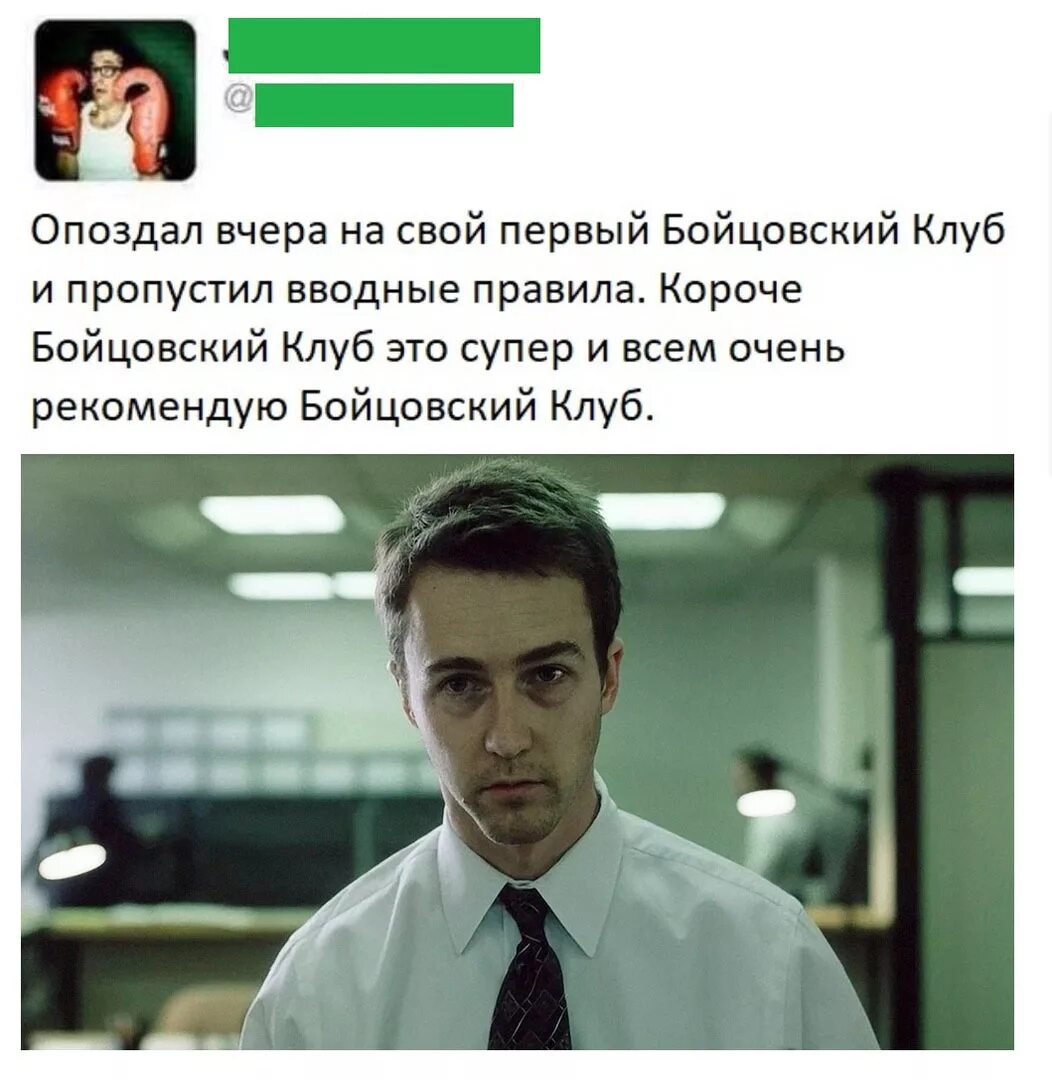 @
Опоздал вчера на свой первый Бойцовский Клуб
и пропустил вводные правила. Короче
Бойцовский Клуб это супер и всем очень
рекомендую Бойцовский Клуб.